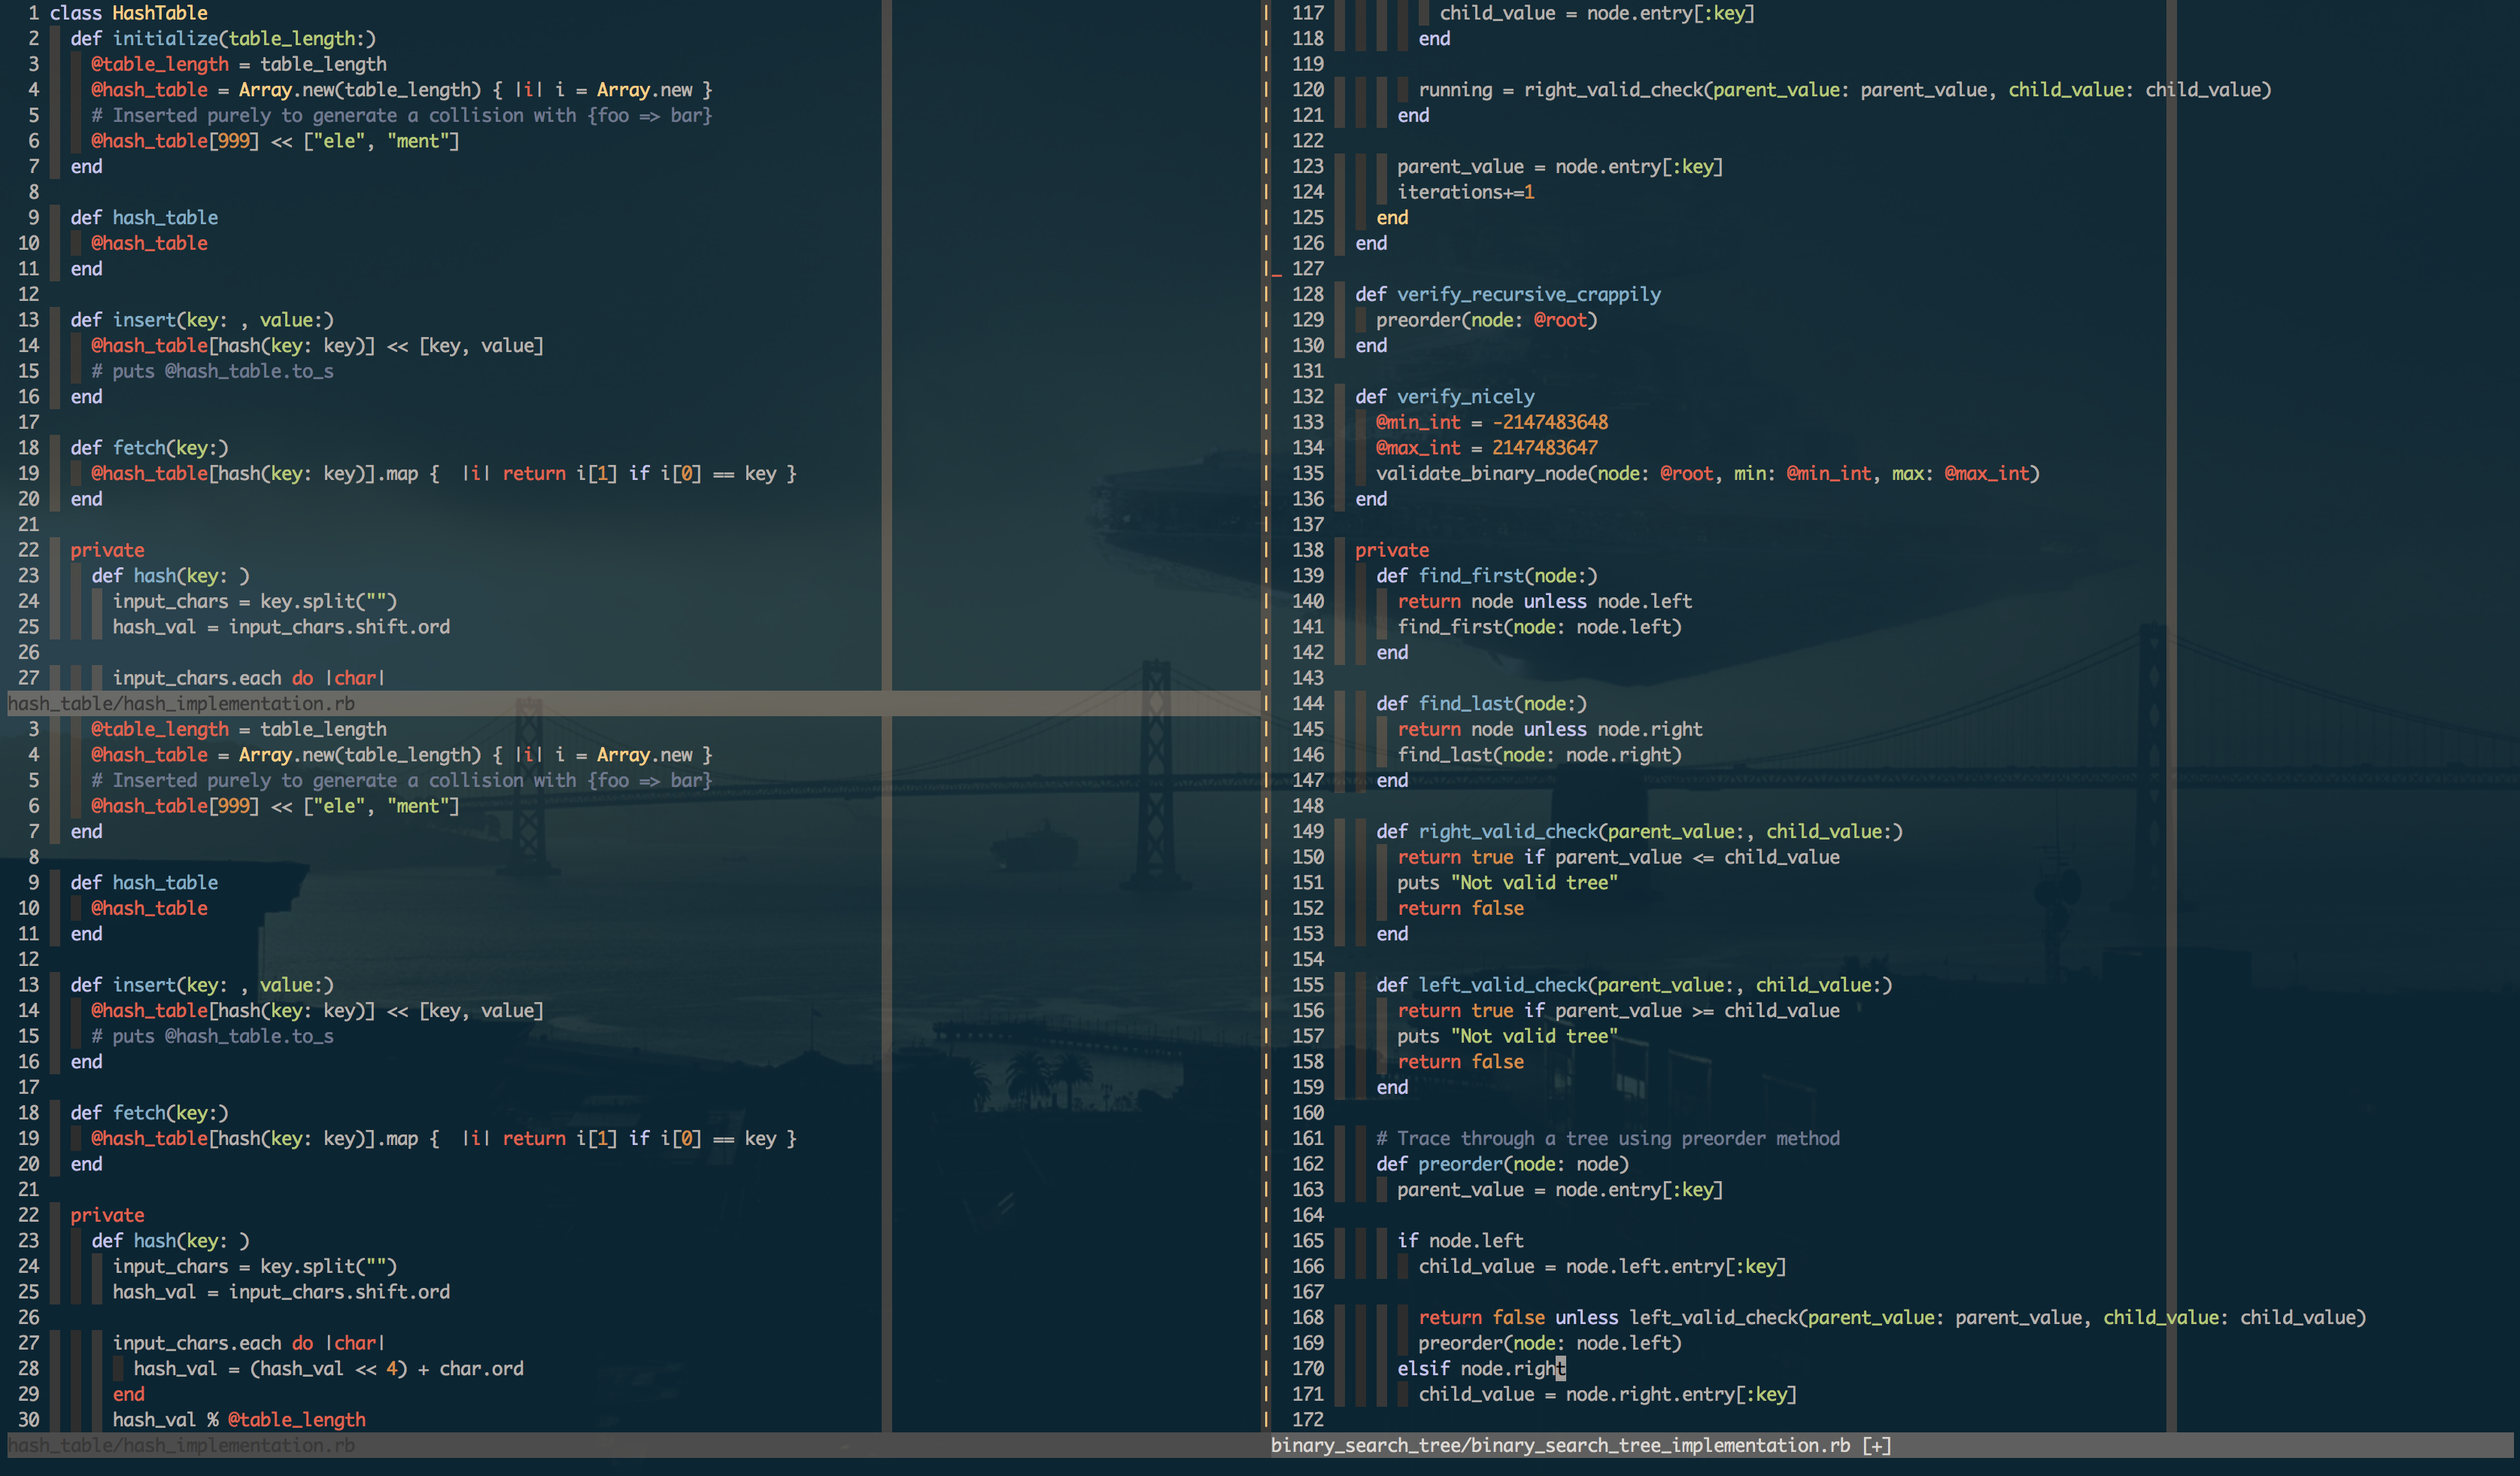 1 class HashTable
2 def initialize(table_length:)
3 @table_length = table_length
4 @hash_table = Array.new(table_length) { |i| i = Array.new }
5 # Inserted purely to generate a collision with {foo => bar}
6 @hash_table[999] << ["ele", "ment"]
7 end
8
9 def hash_table
10 @hash_table
11 end
12
13 def insert(key: , value:)
14 @hash_table[hash(key: key)] << [key, value]
15 # puts @hash_table.to_s
16 end
17
18 def fetch(key:)
19 @hash_table[hash(key: key)].map {  |i| return i[1] if i[0] == key }
20 end
21
22 private
23 def hash(key: )
24 input_chars = key.split("")
25 hash_val = input_chars.shift.ord
26
27 input_chars.each do |char|
hash_table/hash_implementation.rb
3 @table_length = table_length
4 @hash_table = Array.new(table_length) { |i| i = Array.new }
5 # Inserted purely to generate a collision with {foo => bar}
6 @hash_table[999] << ["ele", "ment"]
7 end
8
9 def hash_table
10 @hash_table
11 end
12
13 def insert(key: , value:)
14 @hash_table[hash(key: key)] << [key, value]
15 # puts @hash_table.to_s
16 end
17
18 def fetch(key:)
19 @hash_table[hash(key: key)].map {  |i| return i[1] if i[0] == key }
20 end
21
22 private
23 def hash(key: )
24 input_chars = key.split("")
25 hash_val = input_chars.shift.ord
26
27 input_chars.each do |char|
28 hash_val = (hash_val << 4) + char.ord
29 end
30 hash_val % @table_length
hash_table/hash_implementation.rb
117 child_value = node.entry[:key]
118 end
119
120 running = right_valid_check(parent_value: parent_value, child_value: child_value)
121 end
122
123 parent_value = node.entry[:key]
124 iterations+=1
125 end
126 end
_ 127
128 def verify_recursive_crappily
129 preorder(node: @root)
130 end
131
132 def verify_nicely
133 @min_int = -2147483648
134 @max_int = 2147483647
135 validate_binary_node(node: @root, min: @min_int, max: @max_int)
136 end
137
138 private
139 def find_first(node:)
140 return node unless node.left
141 find_first(node: node.left)
142 end
143
144 def find_last(node:)
145 return node unless node.right
146 find_last(node: node.right)
147 end
148
149 def right_valid_check(parent_value:, child_value:)
150 return true if parent_value <= child_value
151 puts "Not valid tree"
152 return false
153 end
154
155 def left_valid_check(parent_value:, child_value:)
156 return true if parent_value >= child_value
157 puts "Not valid tree"
158 return false
159 end
160
161 # Trace through a tree using preorder method
162 def preorder(node: node)
163 parent_value = node.entry[:key]
164
165 if node.left
166 child_value = node.left.entry[:key]
167
168 return false unless left_valid_check(parent_value: parent_value, child_value: child_value)
169 preorder(node: node.left)
170 elsif node.right
171 child_value = node.right.entry[:key]
172
binary_search_tree/binary_search_tree_implementation.rb [+]